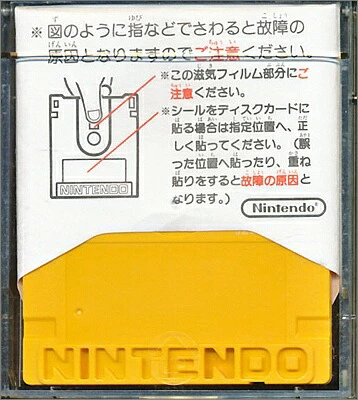 ※図のように指などでさわると故障の
原因となりますのでご注意ください。
※この滋気フィルム部分にご
注意ください。
※シールをディスクカードに
貼る場合は指定位置へ、正
しく貼ってください。(誤
った位置へ貼ったり、重ね
貼りをすると故障の原因と
なります。)
NINTENDO
Nintendo®
NINTENDO